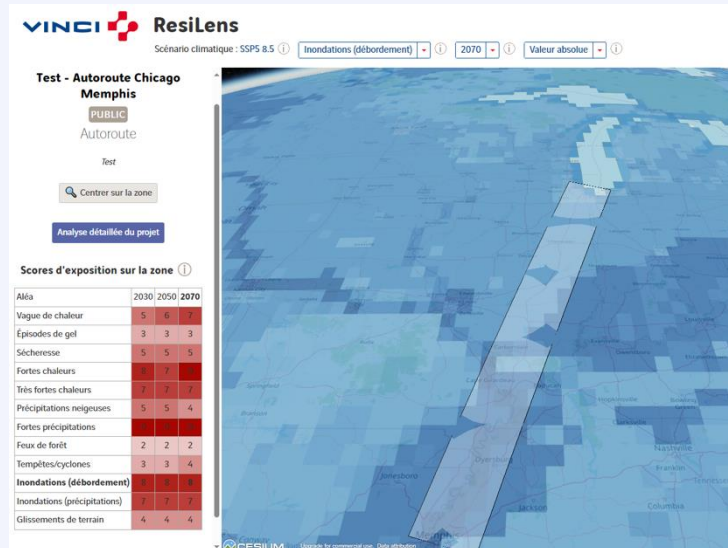 VINCI ResiLens
Scénario climatique : SSP5 8.5 Inondations (débordement) 2070 Valeur absolue
Test - Autoroute Chicago
Memphis
PUBLIC
Autoroute
Test
Centrer sur la zone
Analyse détaillée du projet
Scores d'exposition sur la zone
Aléa 2030 2050 2070
Vague de chaleur 5 6 7
Épisodes de gel 3 3 3
Sécheresse 5 5 5
Fortes chaleurs 7
Très fortes chaleurs 7 7 7
Précipitations neigeuses 5 5 4
Fortes précipitations
Feux de forêt 2 2 2
Tempêtes/cyclones 3 3 4
Inondations (débordement) 8
Inondations (précipitations) 7 7 7
Glissements de terrain 4 4 4
Nashville
Franklin
Columbia
Jonesboro
Dyersburg
Jackson
Memphis
Conway
CESIUM Upgrade for commercial use. Data attribution